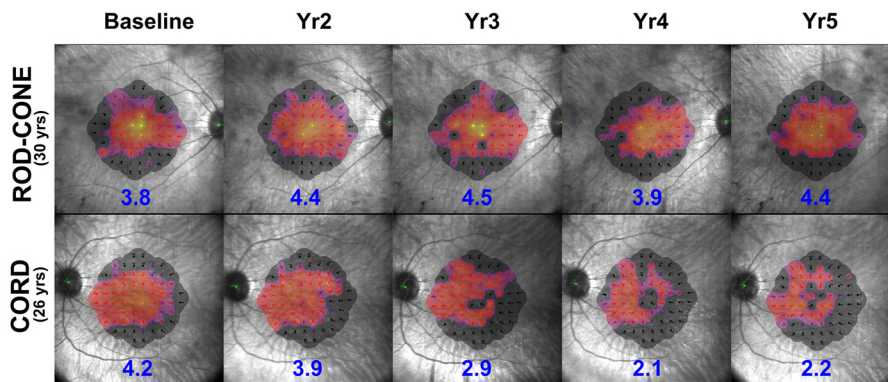 Baseline Yr2 Yr3 Yr4 Yr5
ROD-CONE
(30 yrs)
3.8 4.4 4.5 3.9 4.4
CORD
(26 yrs)
4.2 3.9 2.9 2.1 2.2